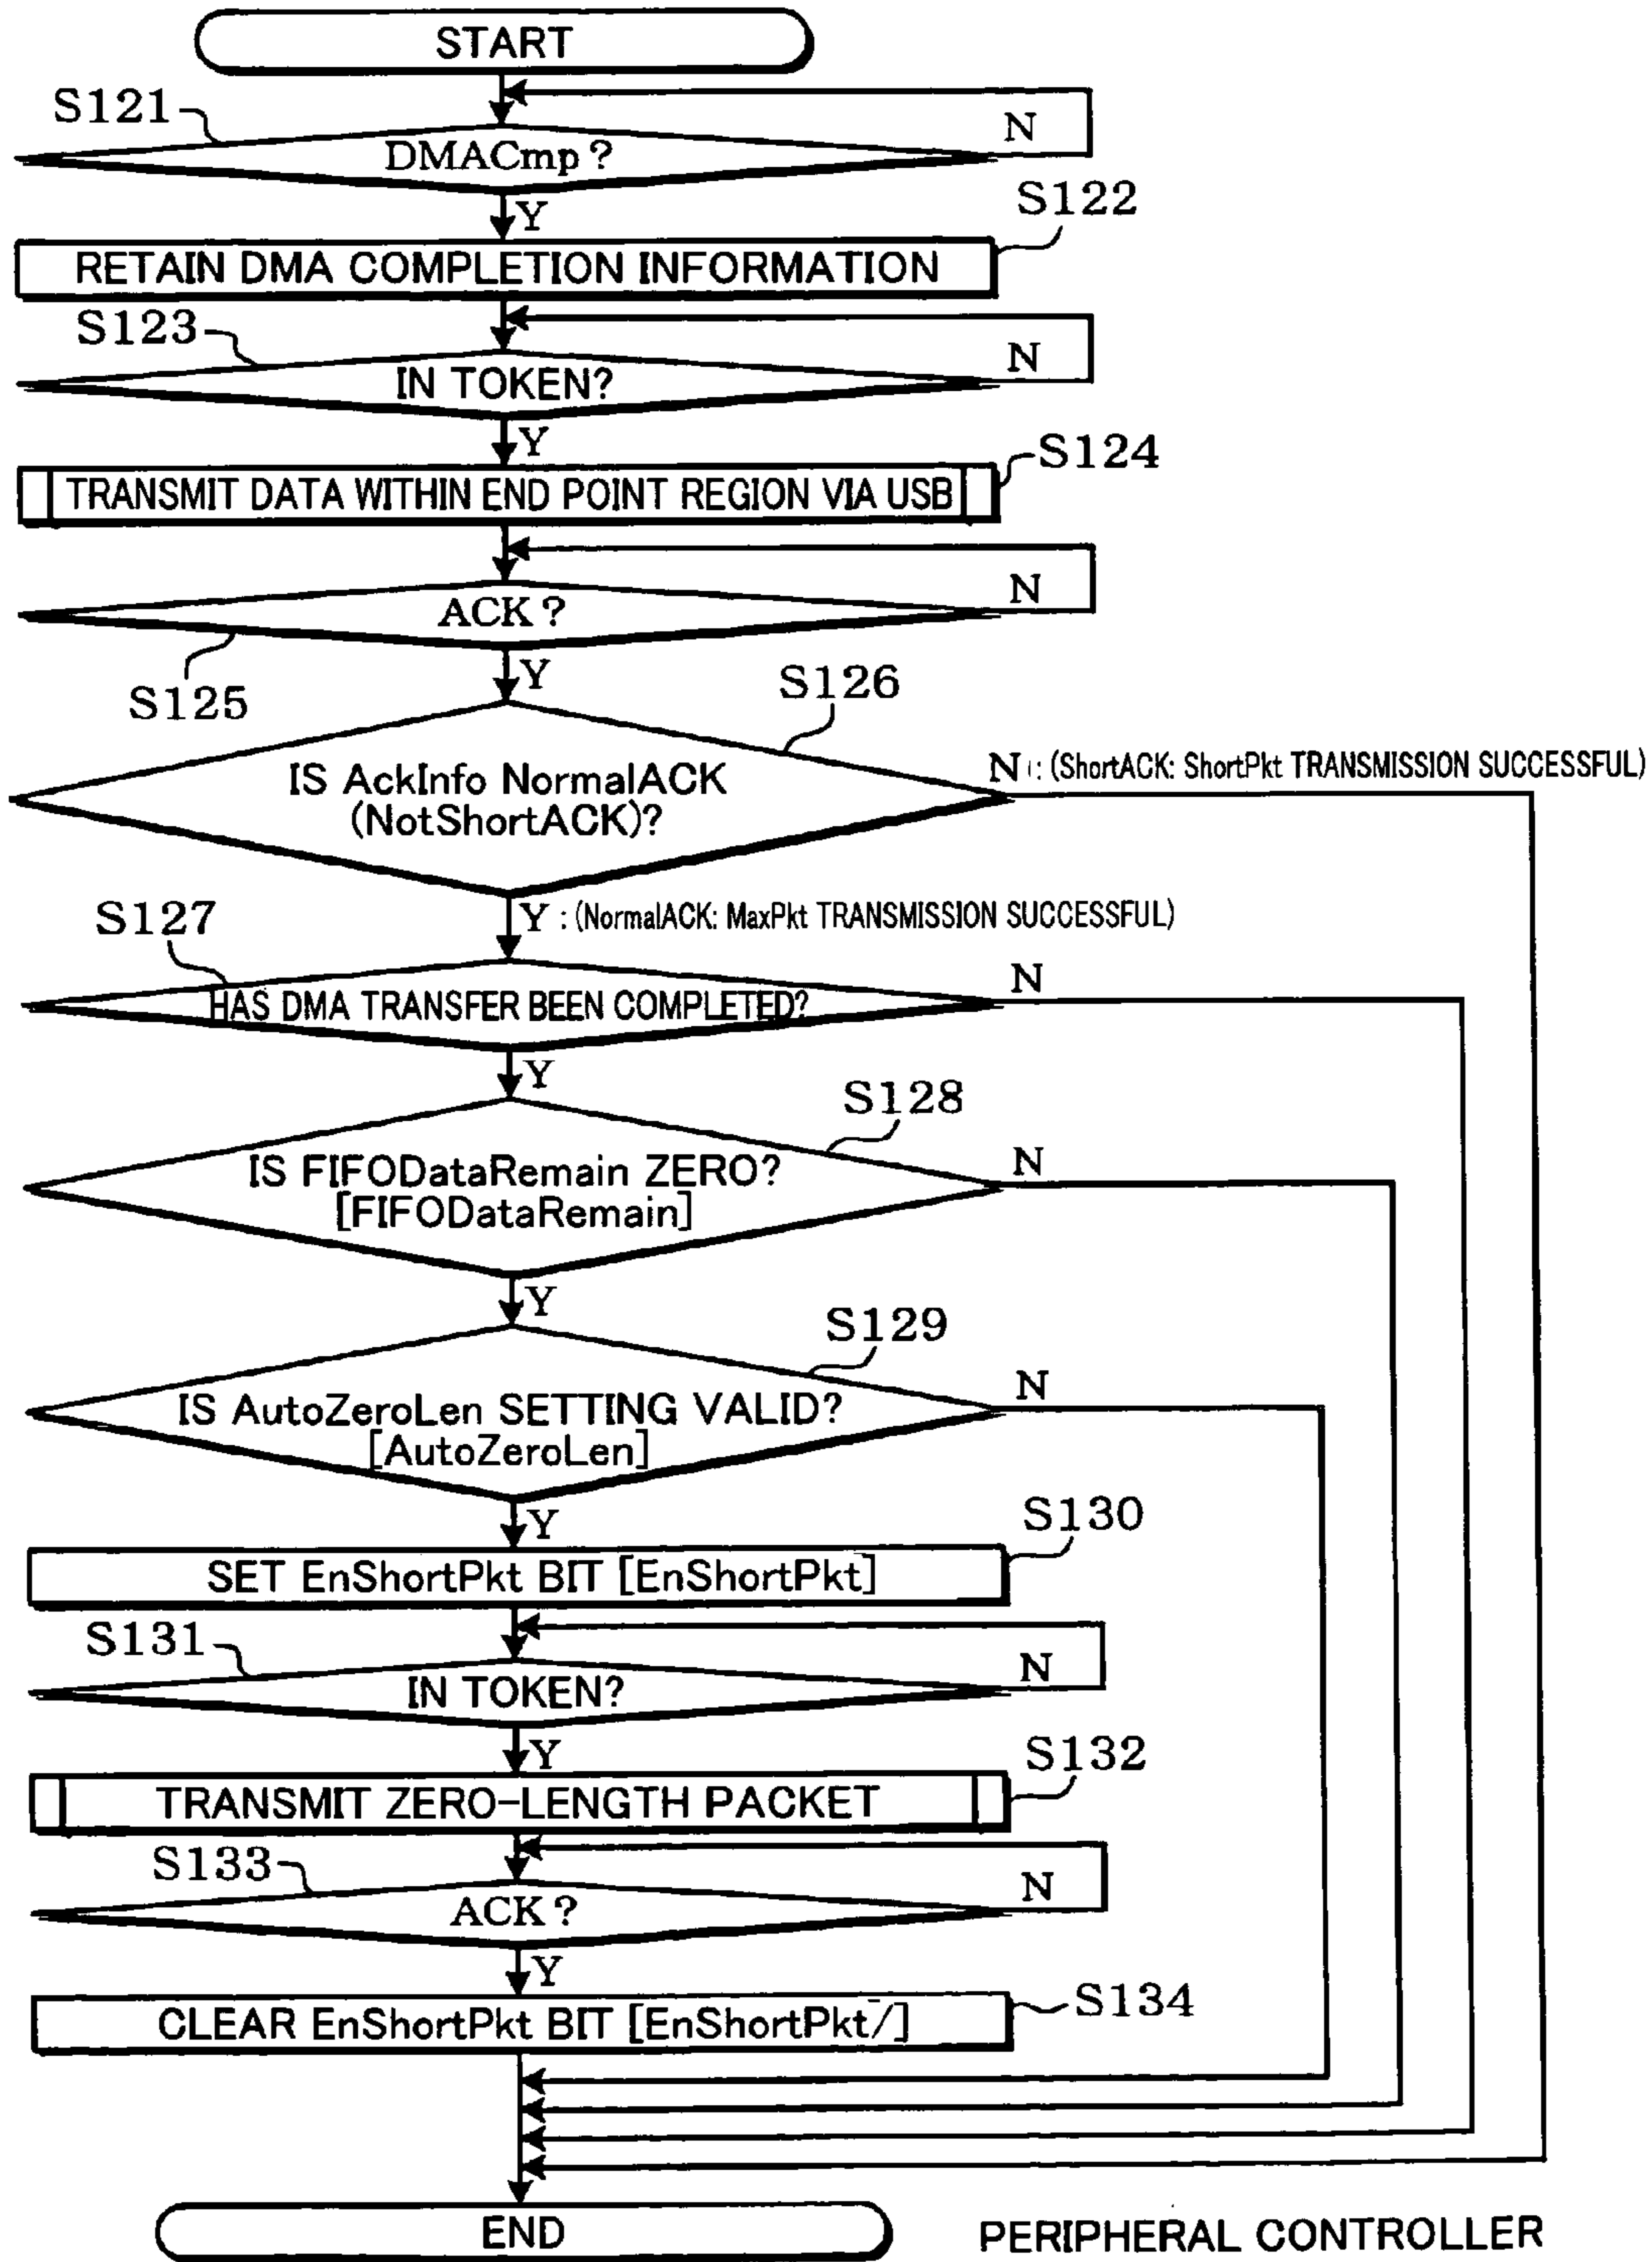 START
S121
N
DMACmp ?
Y
S122
RETAIN DMA COMPLETION INFORMATION
S123
N
IN TOKEN?
Y
S124
TRANSMIT DATA WITHIN END POINT REGION VIA USB
N
ACK ?
S125
Y
S126
IS AckInfo NormalACK
(NotShortACK)?
N : (ShortACK: ShortPkt TRANSMISSION SUCCESSFUL)
Y : (NormalACK: MaxPkt TRANSMISSION SUCCESSFUL)
S127
N
HAS DMA TRANSFER BEEN COMPLETED?
Y
S128
N
IS FIFODataRemain ZERO?
[FIFODataRemain]
Y
S129
N
IS AutoZeroLen SETTING VALID?
[AutoZeroLen]
Y
S130
SET EnShortPkt BIT [EnShortPkt]
S131
N
IN TOKEN?
Y
S132
TRANSMIT ZERO-LENGTH PACKET
S133
N
ACK ?
Y
S134
CLEAR EnShortPkt BIT [EnShortPkt/]
END
PERIPHERAL CONTROLLER